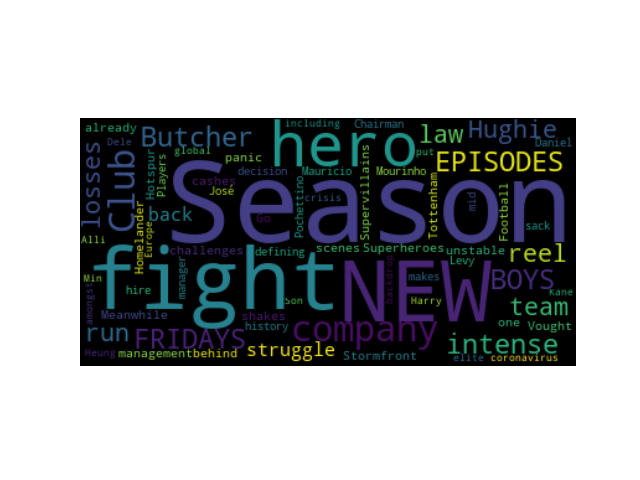 already
including
Chairman
losses
Dele
club
Hotspur
Players
global
Butcher
panic
hero
put
law
Hughie
Daniel
EPISODES
cashes
decision
Mauricio
Mourinho
José
crisis
Season
Pochettino
Supervillains
Tottenham
mid
Football
sack
back
Go
Alli
Homelander
Europe
challenges
defining
scenes
Superheroes
unstable
Levy
reel
Min
amongst
hire
manager
fight
Son
backdrop
makes
NEW
Harry
BOYS
Kane
team
Meanwhile
shakes
history
company
one
Vought
run
FRIDAYS
intense
Heung
management
behind
struggle
Stormfront
elite
coronavirus